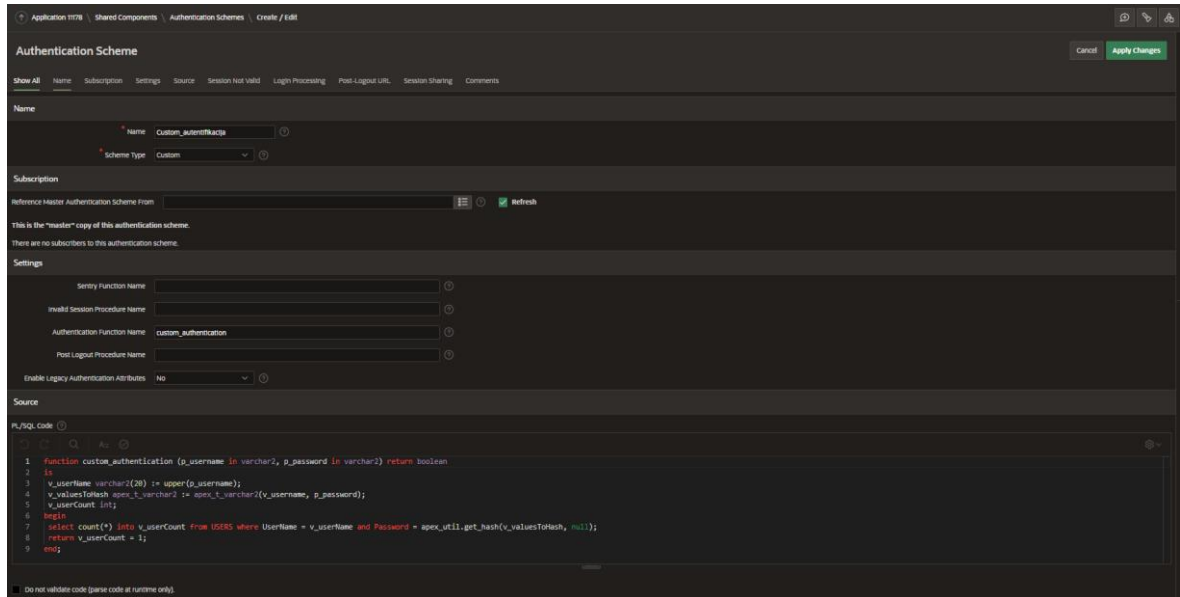 Application 11178 \ Shared Components \ Authentication Schemes \ Create / Edit
Authentication Scheme
Cancel Apply Changes
Show All Name Subscription Settings Source Session Not Valid Login Processing Post-Logout URL Session Sharing Comments
Name
* Name Custom_autentifikacija
* Scheme Type Custom
Subscription
Reference Master Authentication Scheme From Refresh
This is the "master" copy of this authentication scheme.
There are no subscribers to this authentication scheme.
Settings
Sentry Function Name
Invalid Session Procedure Name
Authentication Function Name custom_authentication
Post Logout Procedure Name
Enable Legacy Authentication Attributes No
Source
PL/SQL Code
1 function custom_authentication (p_username in varchar2, p_password in varchar2) return boolean
2 is
3 v_userName varchar2(20) := upper(p_username);
4 v_valuesToHash apex_t_varchar2 := apex_t_varchar2(v_username, p_password);
5 v_userCount int;
6 begin
7 select count(*) into v_userCount from USERS where UserName = v_userName and Password = apex_util.get_hash(v_valuesToHash, null);
8 return v_userCount = 1;
9 end;
Do not validate code (parse code at runtime only).